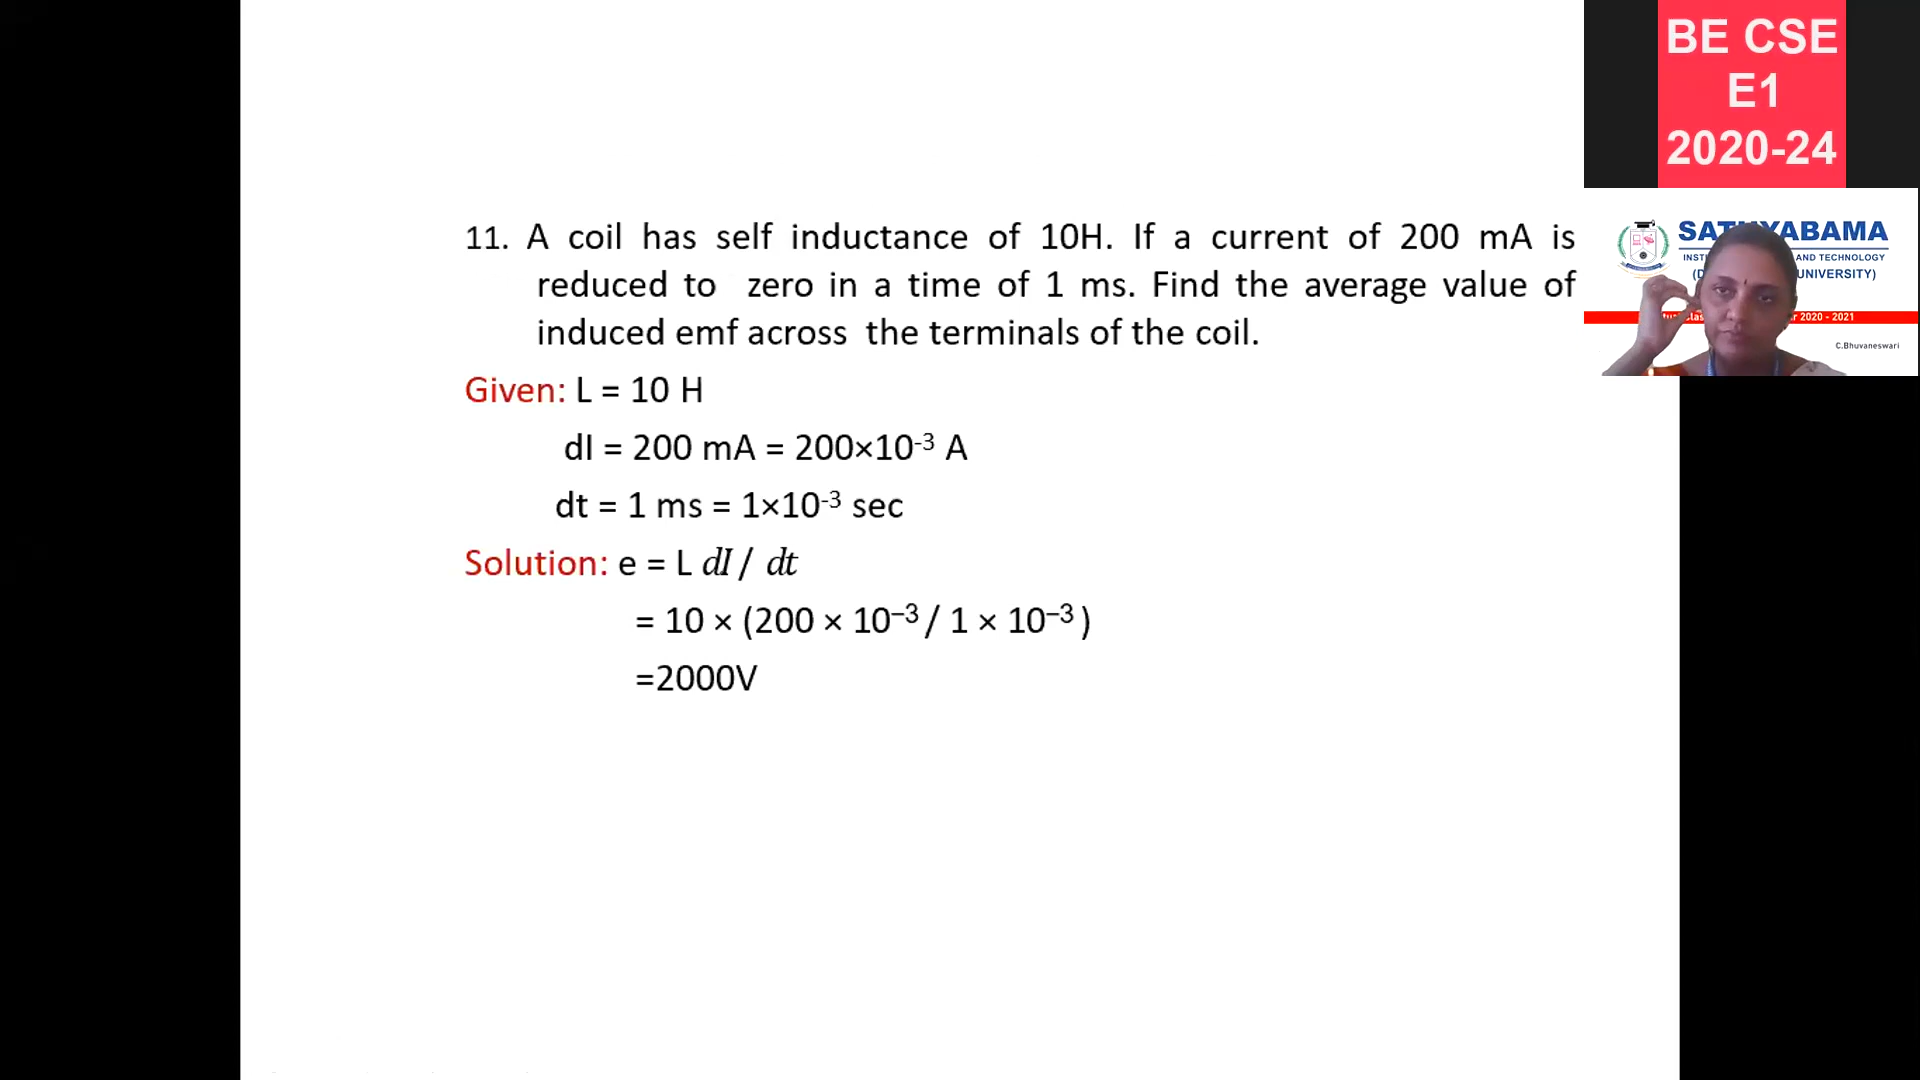 BE CSE
E1
2020-24
11. A coil has self inductance of 10H. If a current of 200 mA is
reduced to zero in a time of 1 ms. Find the average value of
induced emf across the terminals of the coil.
Given: L = 10 H
dI = 200 mA = 200×10⁻³ A
dt = 1 ms = 1×10⁻³ sec
Solution: e = L dI / dt
= 10 × (200 × 10⁻³ / 1 × 10⁻³ )
=2000V
AND TECHNOLOGY
UNIVERSITY)
2020 - 2021
C.Bhuvaneswari